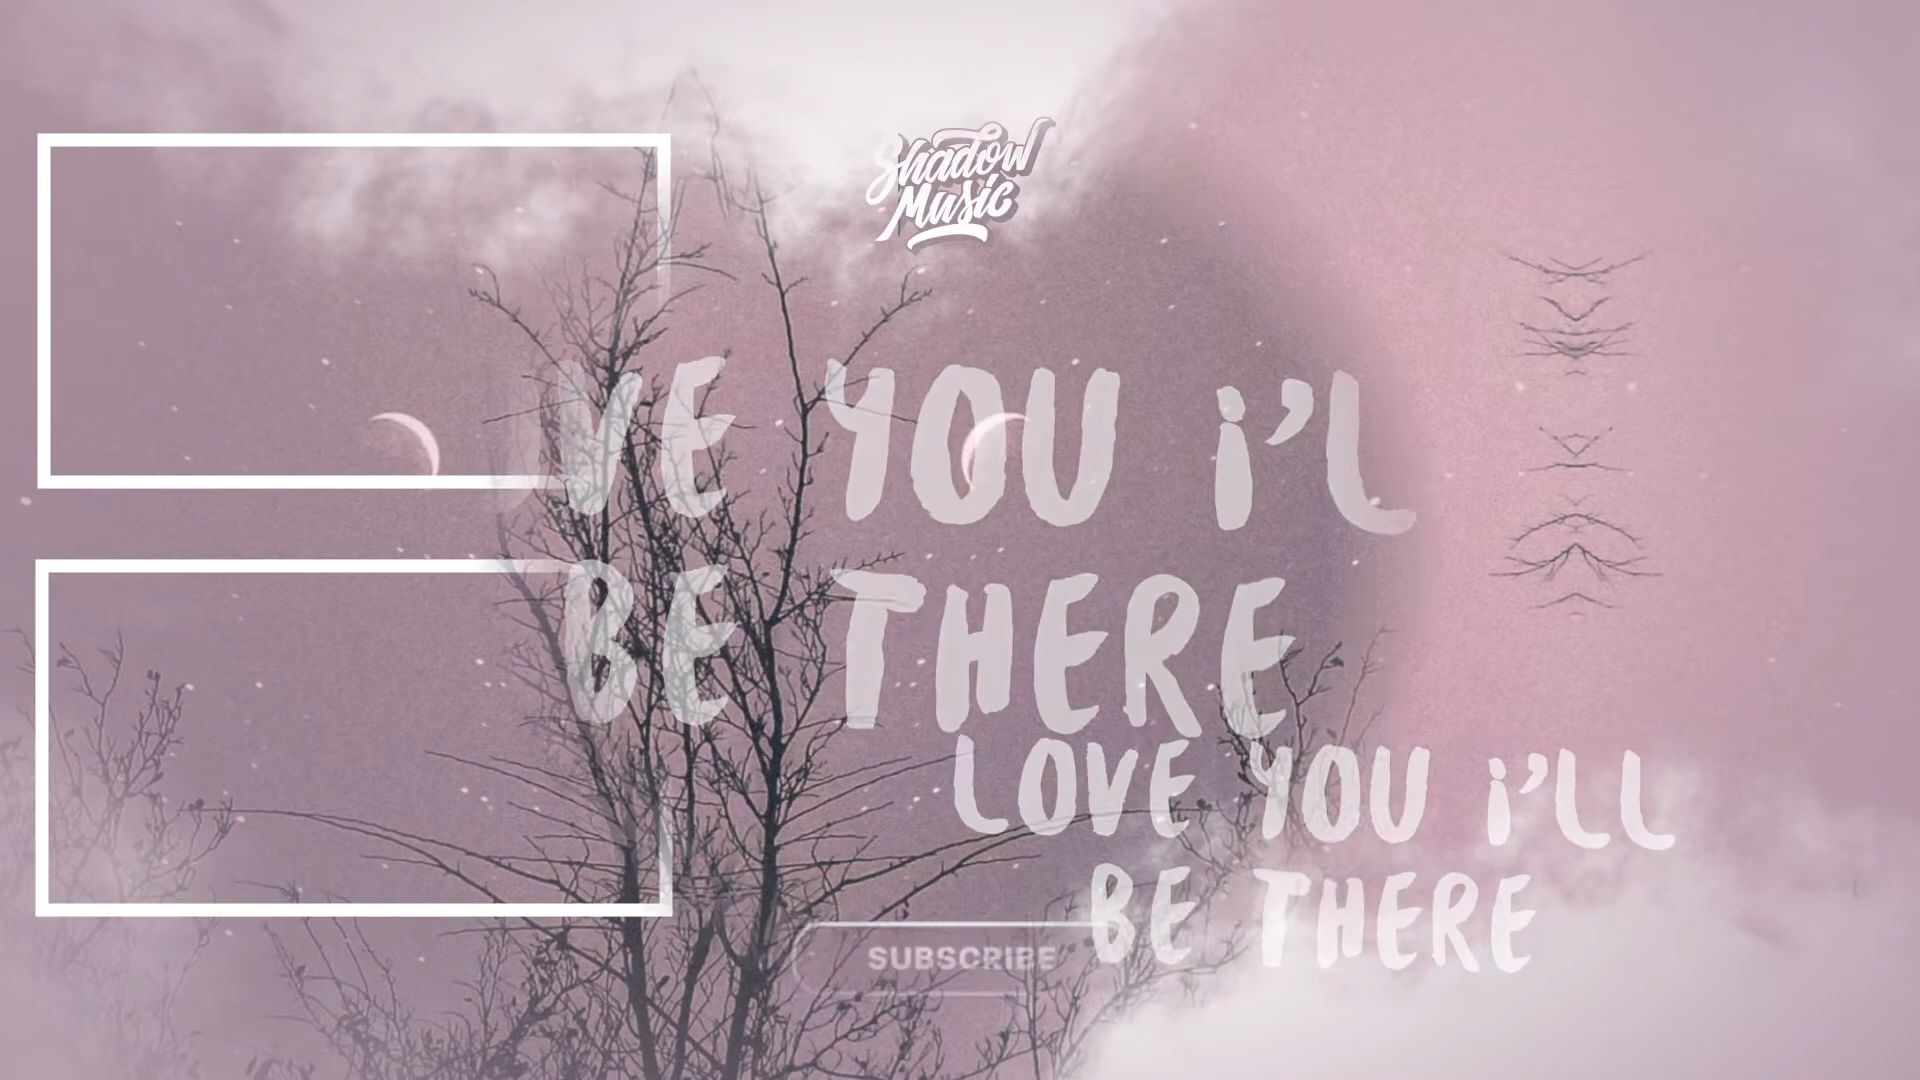 Shadow
Music
VE YOU i'L
BE THERE
LOVE YOU i'LL
BE THERE
SUBSCRIBE